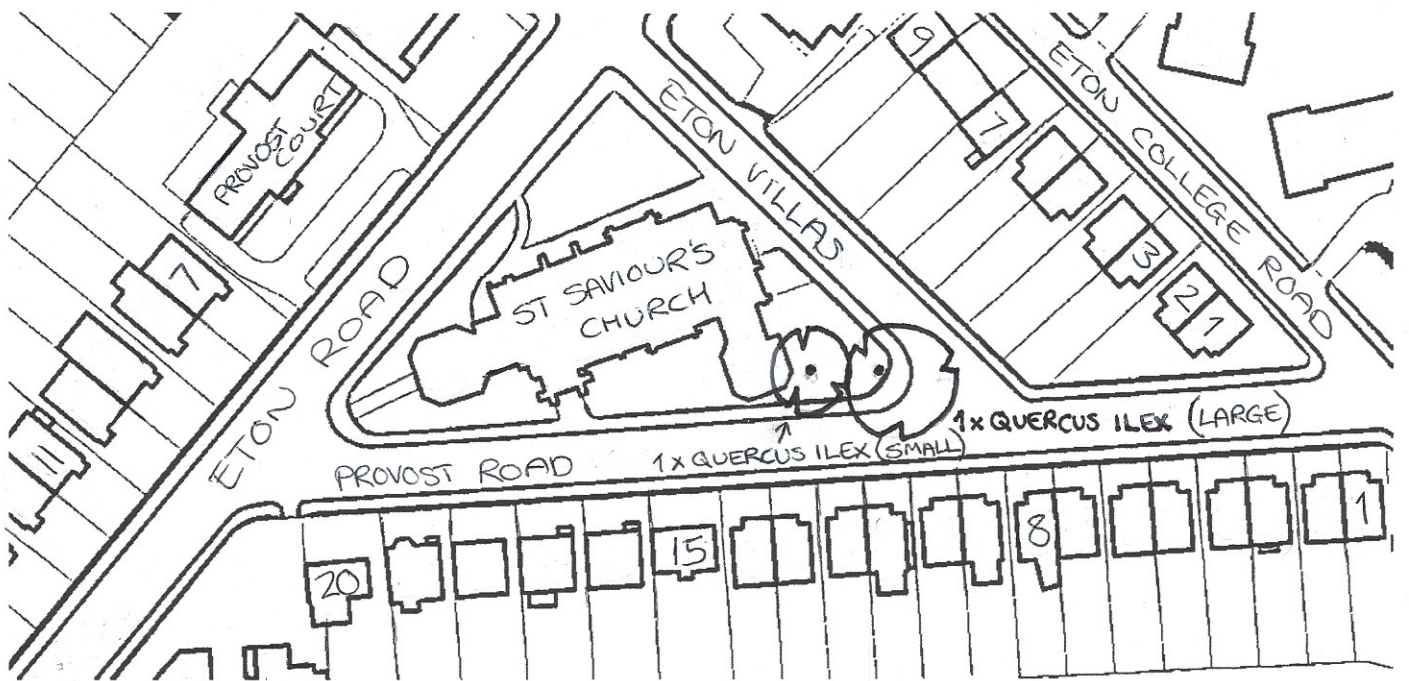 9
ETON COLLEGE ROAD
ETON VILLAS
7
PROVOST
COURT
3
2
1
7
ST SAVIOUR'S
CHURCH
ETON ROAD
11
1 x QUERCUS ILEX (LARGE)
1 x QUERCUS ILEX (SMALL)
PROVOST ROAD
20
15
8
1